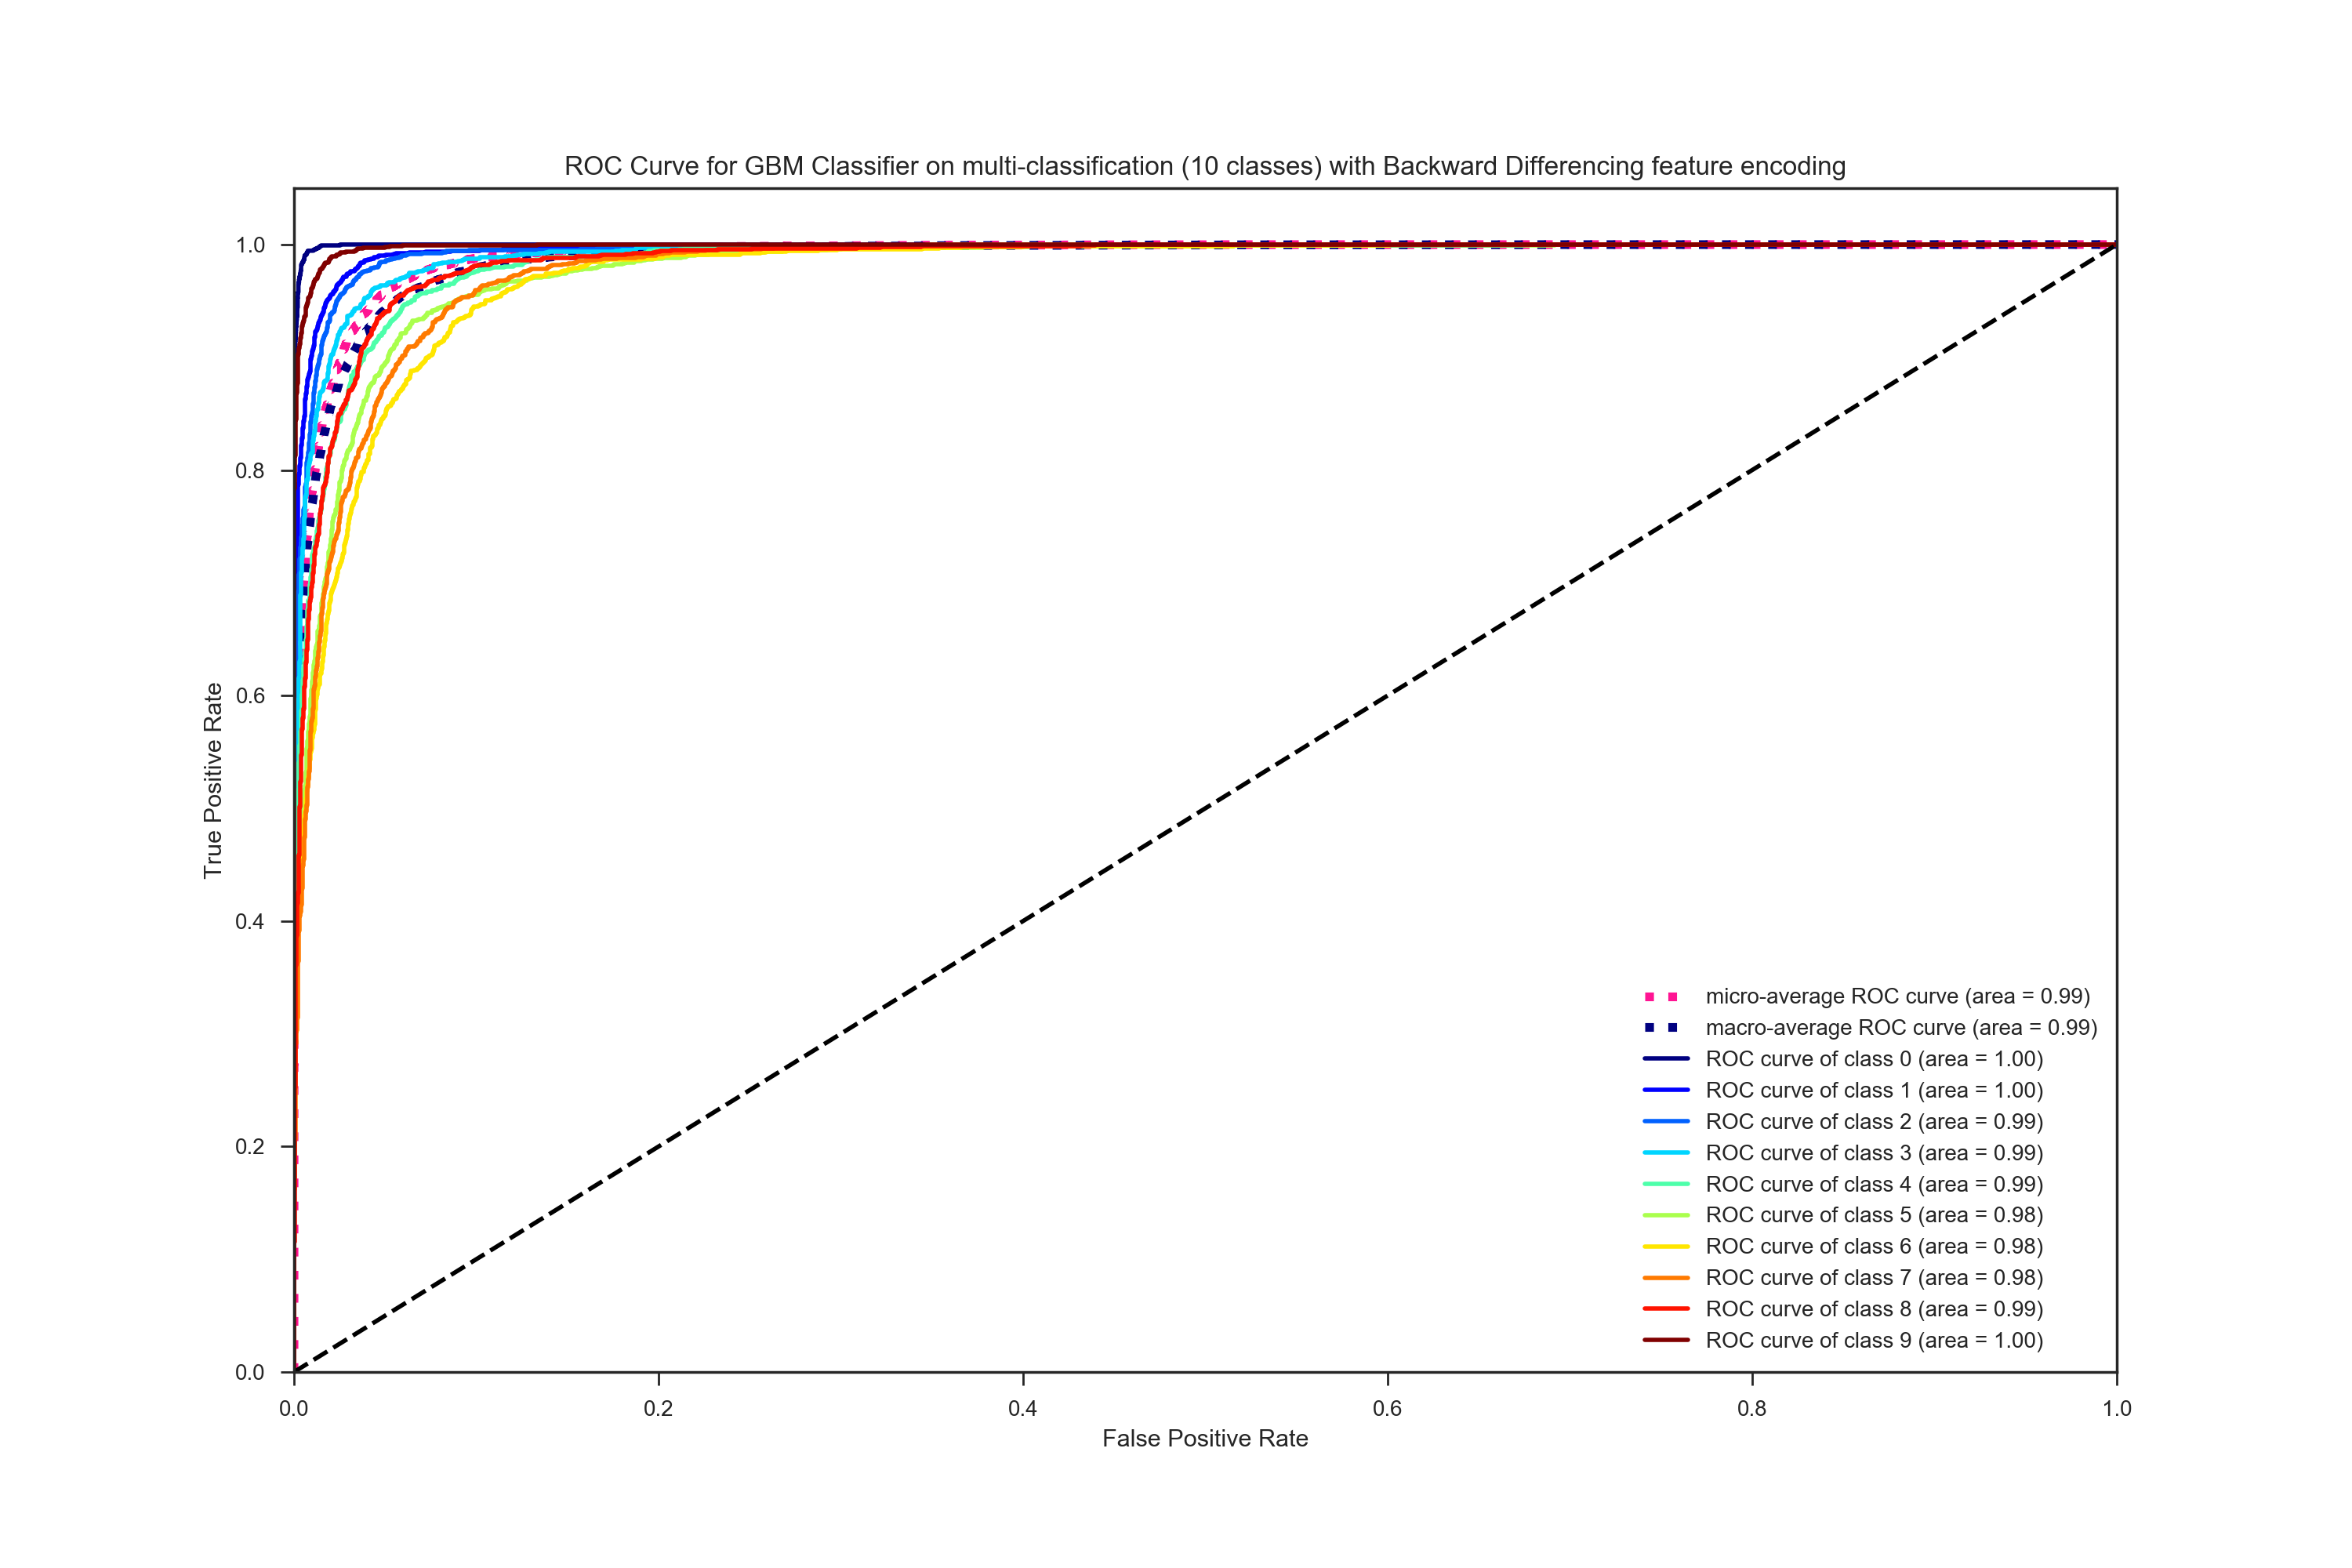 ROC Curve for GBM Classifier on multi-classification (10 classes) with Backward Differencing feature encoding
1.0
0.8
0.6
0.4
0.2
0.0
True Positive Rate
micro-average ROC curve (area = 0.99)
macro-average ROC curve (area = 0.99)
ROC curve of class 0 (area = 1.00)
ROC curve of class 1 (area = 1.00)
ROC curve of class 2 (area = 0.99)
ROC curve of class 3 (area = 0.99)
ROC curve of class 4 (area = 0.99)
ROC curve of class 5 (area = 0.98)
ROC curve of class 6 (area = 0.98)
ROC curve of class 7 (area = 0.98)
ROC curve of class 8 (area = 0.99)
ROC curve of class 9 (area = 1.00)
0.0 0.2 0.4 0.6 0.8 1.0
False Positive Rate